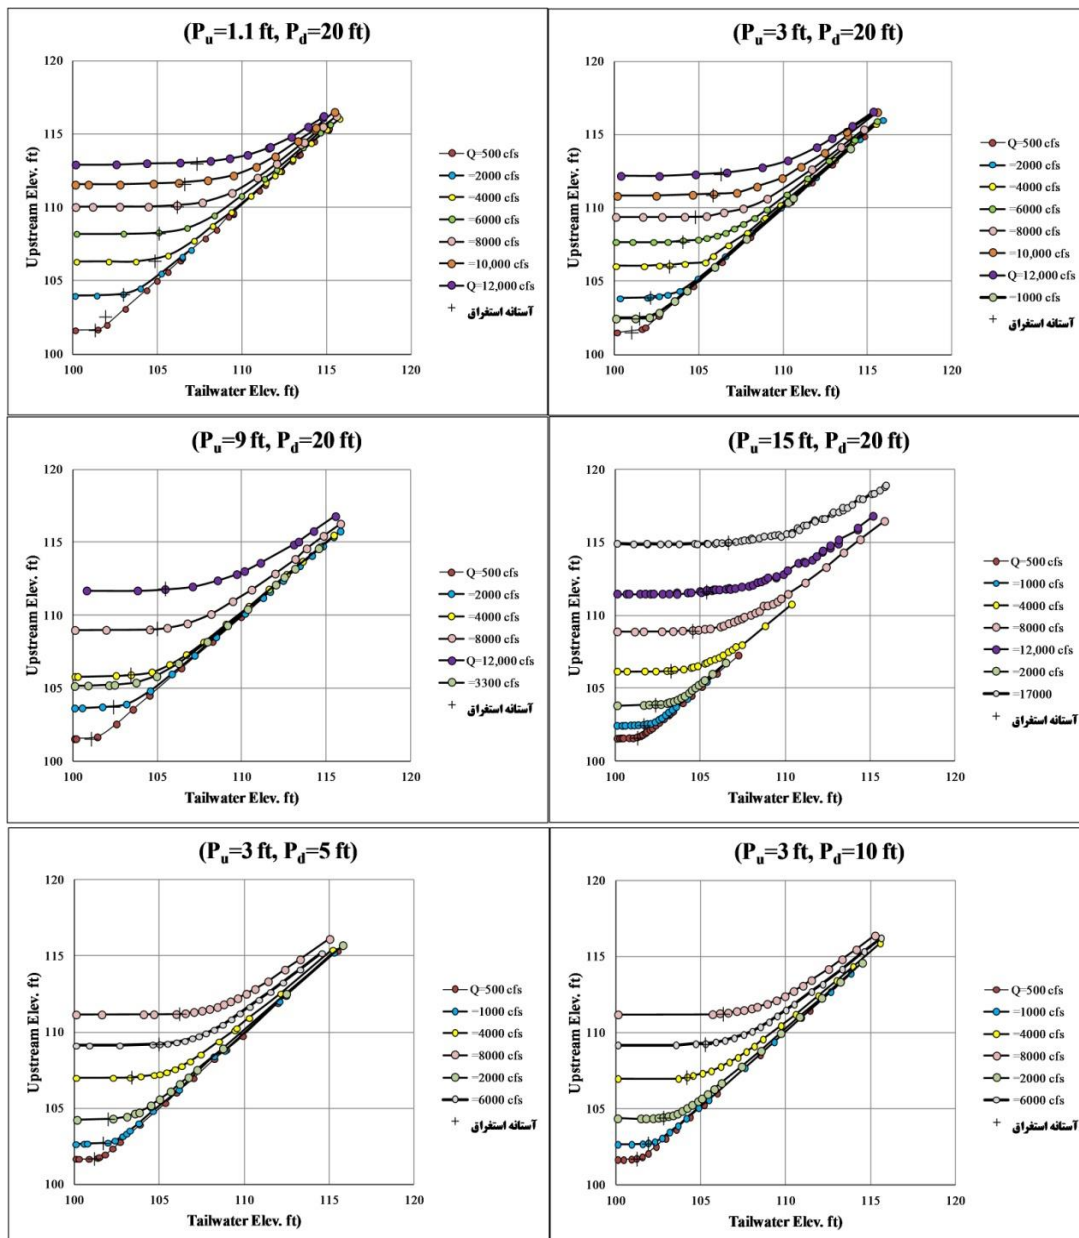 (Pu=1.1 ft, Pd=20 ft)
Upstream Elev. ft)
120
115
110
105
100
100 105 110 115 120
Tailwater Elev. ft)
Q=500 cfs
=2000 cfs
=4000 cfs
=6000 cfs
=8000 cfs
=10,000 cfs
Q=12,000 cfs
آستانه استغراق
(Pu=3 ft, Pd=20 ft)
Upstream Elev. ft)
120
115
110
105
100
100 105 110 115 120
Tailwater Elev. ft)
Q=500 cfs
=2000 cfs
=4000 cfs
=6000 cfs
=8000 cfs
=10,000 cfs
Q=12,000 cfs
=1000 cfs
آستانه استغراق
(Pu=9 ft, Pd=20 ft)
Upstream Elev. ft)
120
115
110
105
100
100 105 110 115 120
Tailwater Elev. ft)
Q=500 cfs
=2000 cfs
=4000 cfs
=8000 cfs
Q=12,000 cfs
=3300 cfs
آستانه استغراق
(Pu=15 ft, Pd=20 ft)
Upstream Elev. ft)
120
115
110
105
100
100 105 110 115 120
Tailwater Elev. ft)
Q=500 cfs
=1000 cfs
=4000 cfs
=8000 cfs
=12,000 cfs
=2000 cfs
=17000
آستانه استغراق
(Pu=3 ft, Pd=5 ft)
Upstream Elev. ft)
120
115
110
105
100
100 105 110 115 120
Tailwater Elev. ft)
Q=500 cfs
=1000 cfs
=4000 cfs
=8000 cfs
=2000 cfs
=6000 cfs
آستانه استغراق
(Pu=3 ft, Pd=10 ft)
Upstream Elev. ft)
120
115
110
105
100
100 105 110 115 120
Tailwater Elev. ft)
Q=500 cfs
=1000 cfs
=4000 cfs
=8000 cfs
=2000 cfs
=6000 cfs
آستانه استغراق